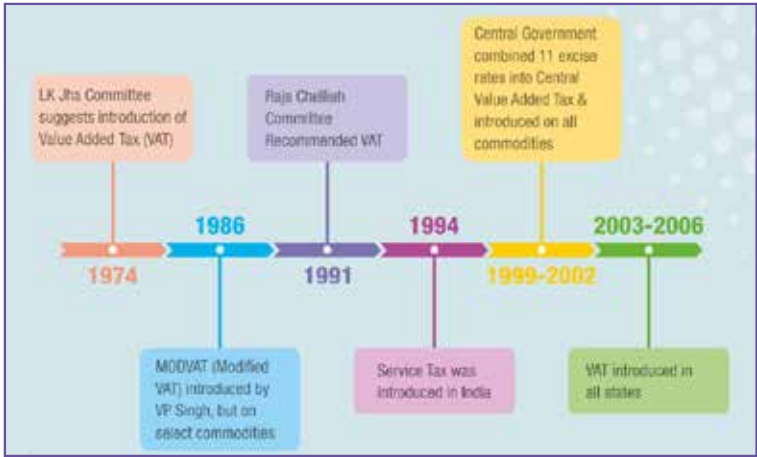 LK Jha Committee
suggests introduction of
Value Added Tax (VAT)
1974
1986
MODVAT (Modified
VAT) introduced by
VP Singh, but on
select commodities
Raja Chelliah
Committee
Recommended VAT
1991
1994
Service Tax was
introduced in India
Central Government
combined 11 excise
rates into Central
Value Added Tax &
introduced on all
commodities
1999-2002
2003-2006
VAT introduced in
all states